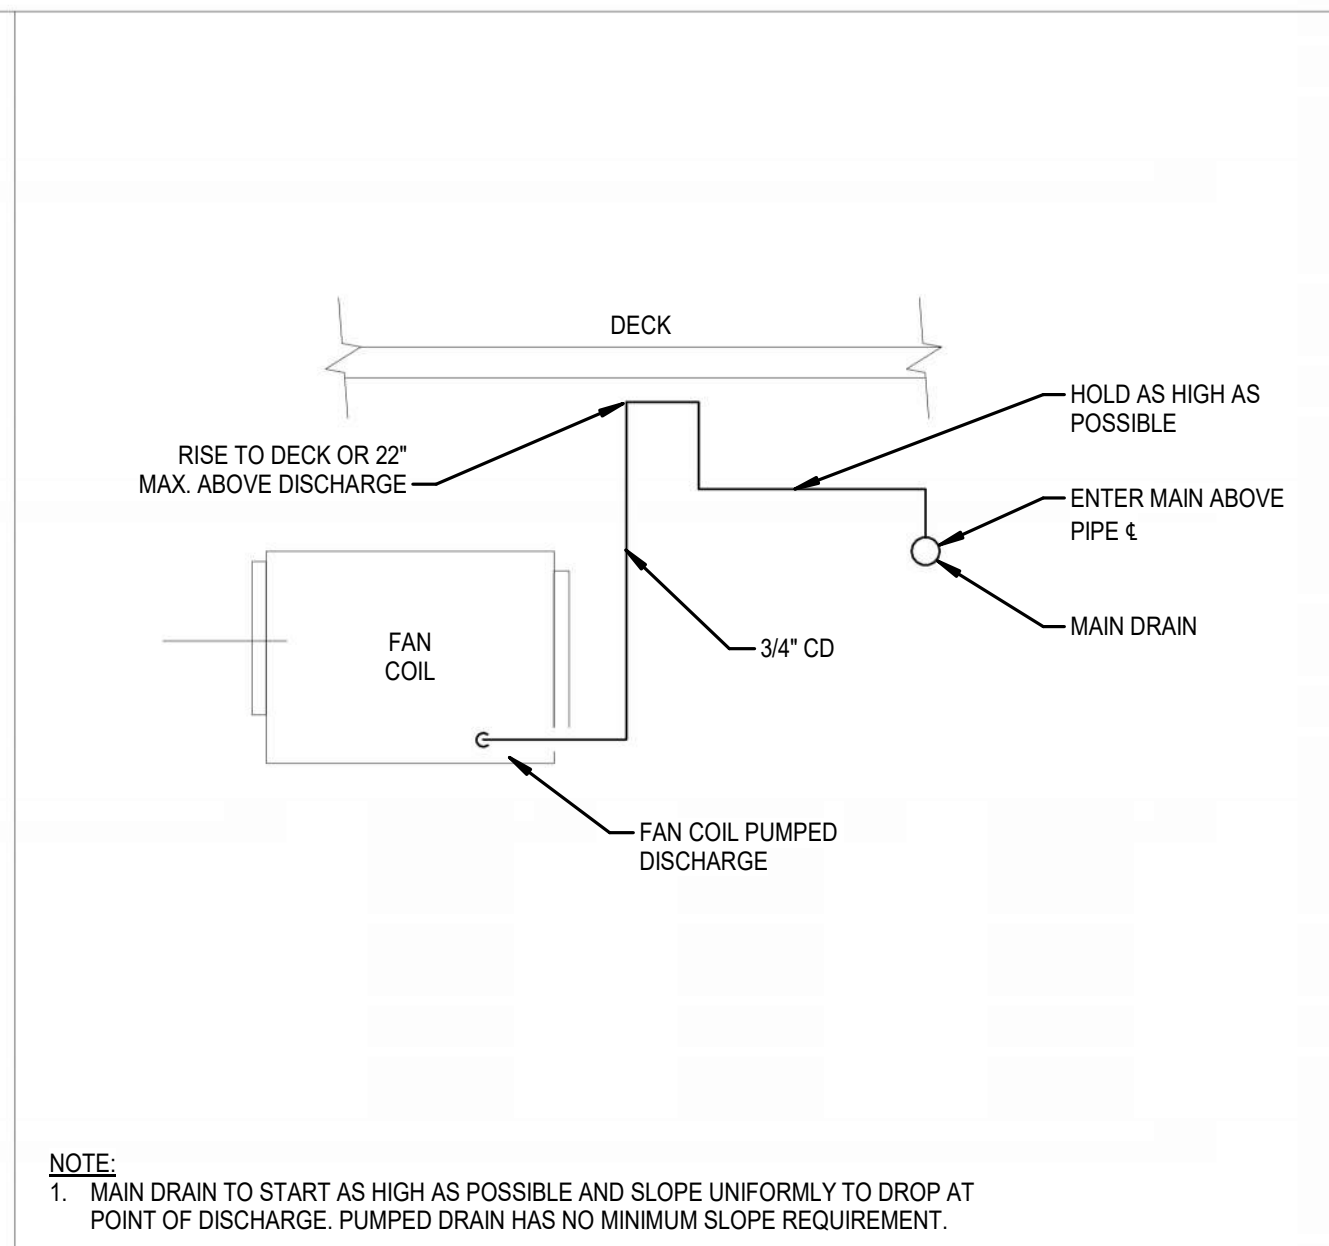 DECK
HOLD AS HIGH AS
POSSIBLE
RISE TO DECK OR 22"
MAX. ABOVE DISCHARGE
ENTER MAIN ABOVE
PIPE ℄
MAIN DRAIN
FAN
COIL
3/4" CD
FAN COIL PUMPED
DISCHARGE
NOTE:
1. MAIN DRAIN TO START AS HIGH AS POSSIBLE AND SLOPE UNIFORMLY TO DROP AT
POINT OF DISCHARGE. PUMPED DRAIN HAS NO MINIMUM SLOPE REQUIREMENT.